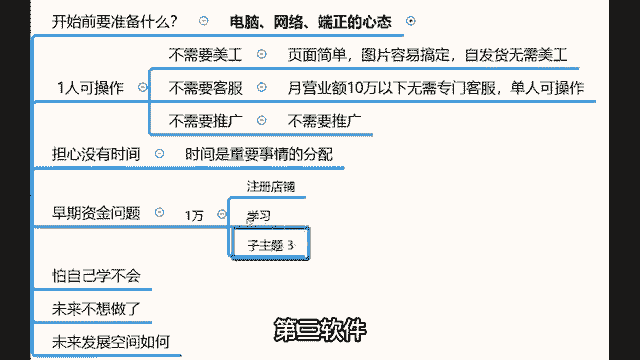 开始前要准备什么？ 电脑、网络、端正的心态
不需要美工 页面简单，图片容易搞定，自发货无需美工
1人可操作 不需要客服 月营业额10万以下无需专门客服，单人可操作
不需要推广 不需要推广
担心没有时间 时间是重要事情的分配
注册店铺
早期资金问题 1万 学习
子主题 3
怕自己学不会
未来不想做了
第三软件
未来发展空间如何